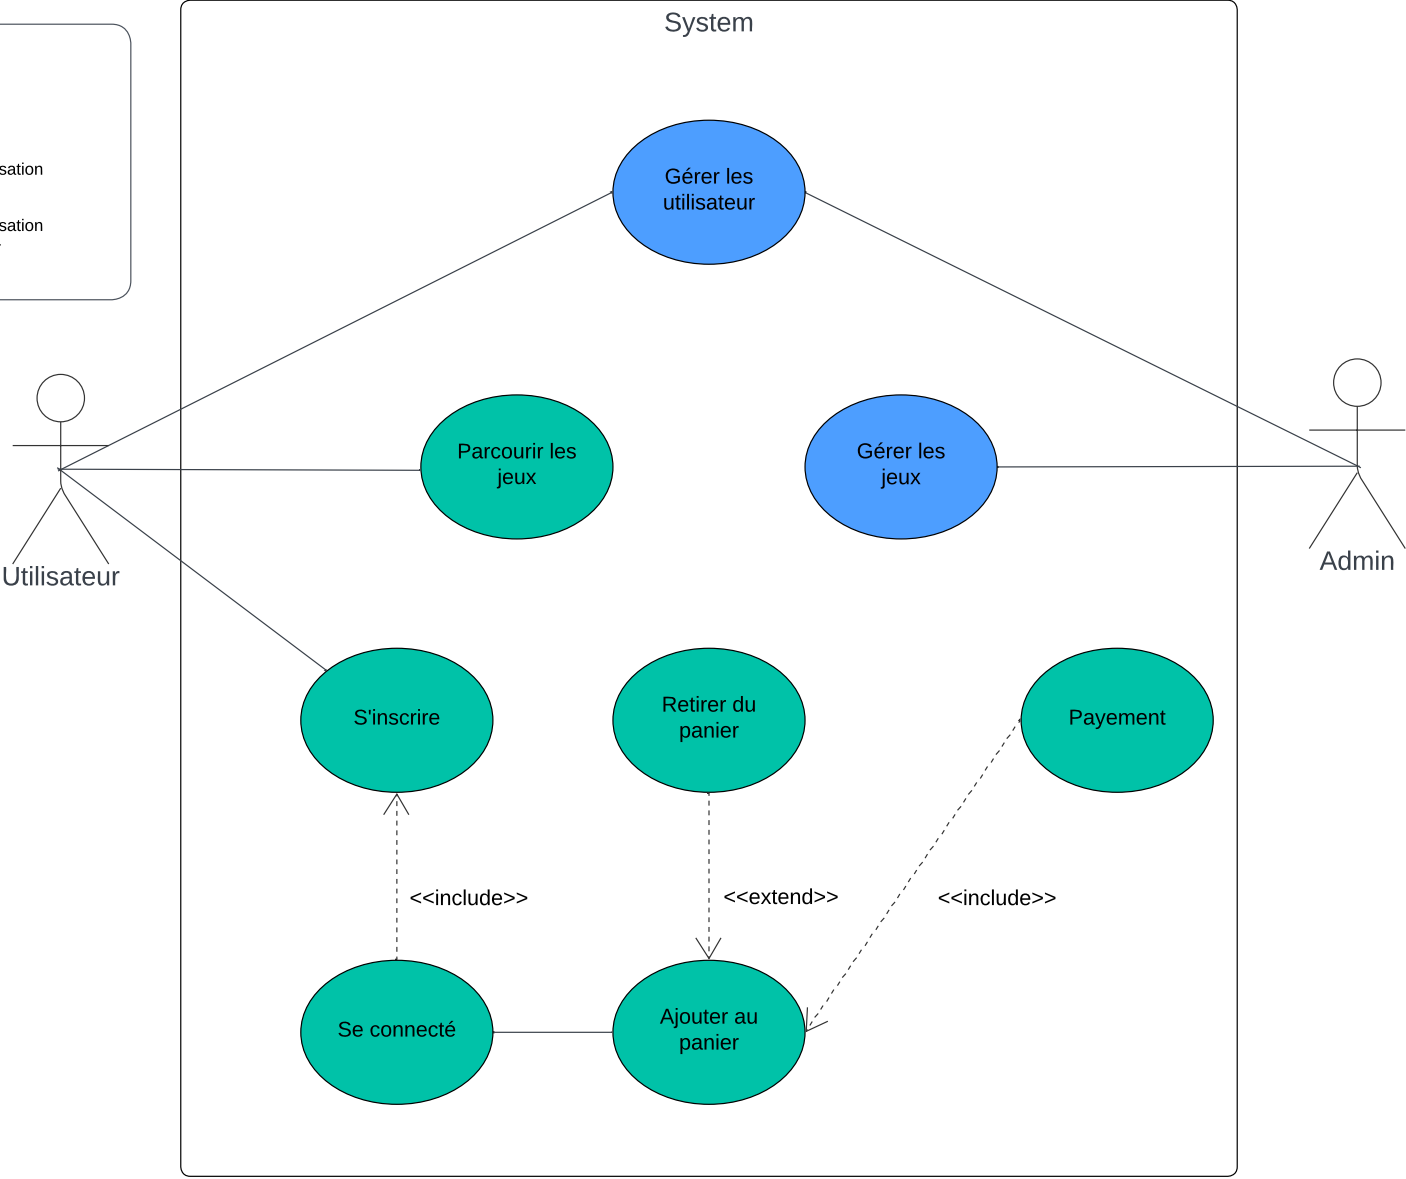 System
sation
sation
Gérer les
utilisateur
Parcourir les
jeux
Gérer les
jeux
Utilisateur
Admin
S'inscrire
Retirer du
panier
Payement
<<include>>
<<extend>>
<<include>>
Se connecté
Ajouter au
panier